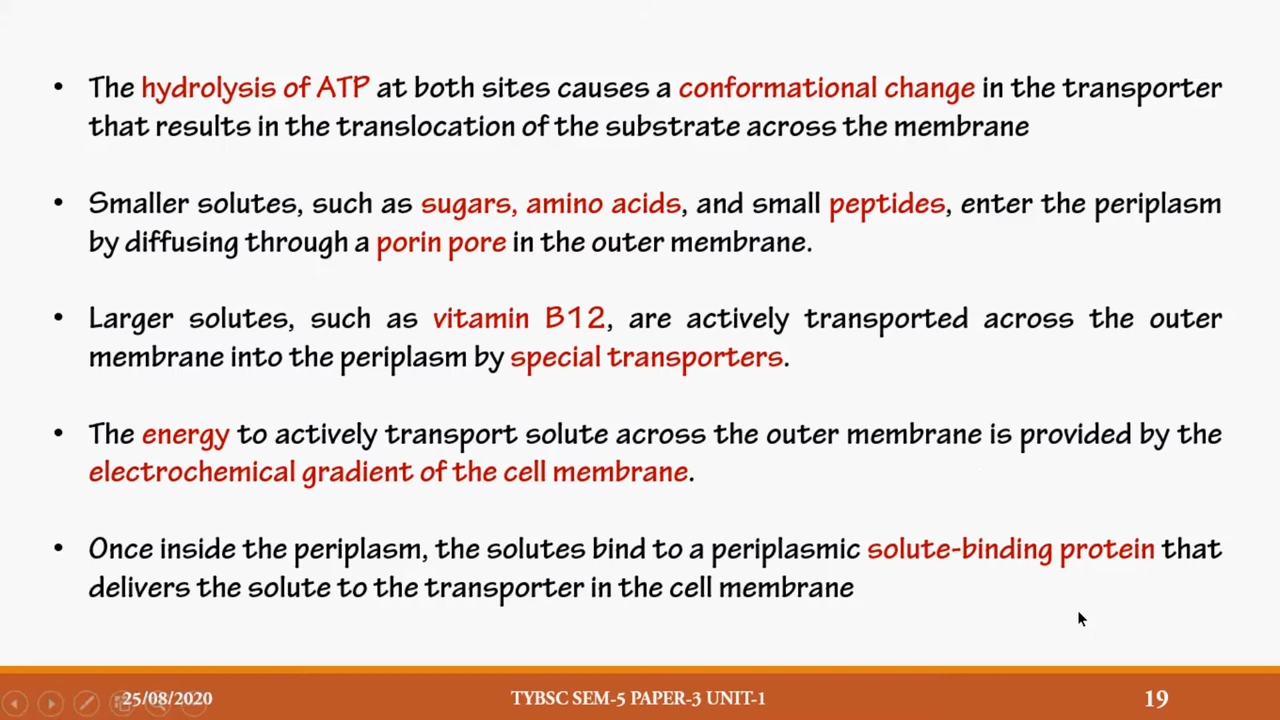 • The hydrolysis of ATP at both sites causes a conformational change in the transporter
that results in the translocation of the substrate across the membrane
• Smaller solutes, such as sugars, amino acids, and small peptides, enter the periplasm
by diffusing through a porin pore in the outer membrane.
• Larger solutes, such as vitamin B12, are actively transported across the outer
membrane into the periplasm by special transporters.
• The energy to actively transport solute across the outer membrane is provided by the
electrochemical gradient of the cell membrane.
• Once inside the periplasm, the solutes bind to a periplasmic solute-binding protein that
delivers the solute to the transporter in the cell membrane
25/08/2020 TYBSC SEM-5 PAPER-3 UNIT-1 19